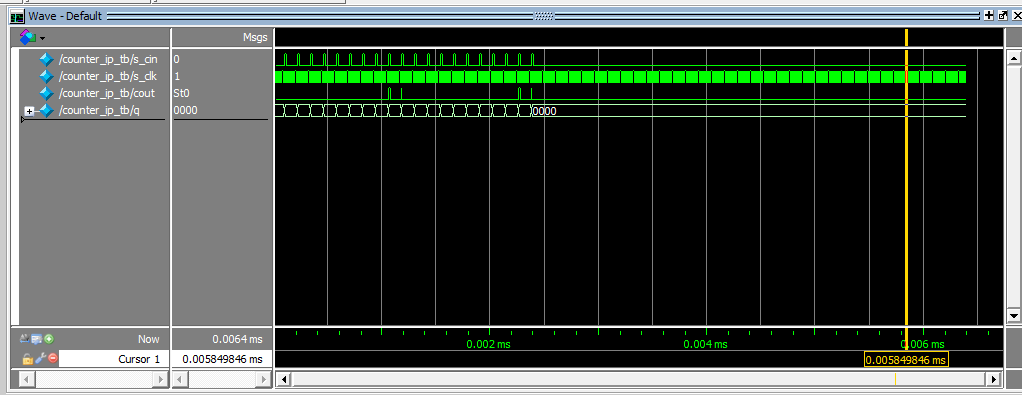 Wave - Default
Msgs
/counter_ip_tb/s_cin 0
/counter_ip_tb/s_clk 1
/counter_ip_tb/cout St0
/counter_ip_tb/q 0000 0000
Now 0.0064 ms 0.002 ms 0.004 ms 0.006 ms
Cursor 1 0.005849846 ms 0.005849846 ms